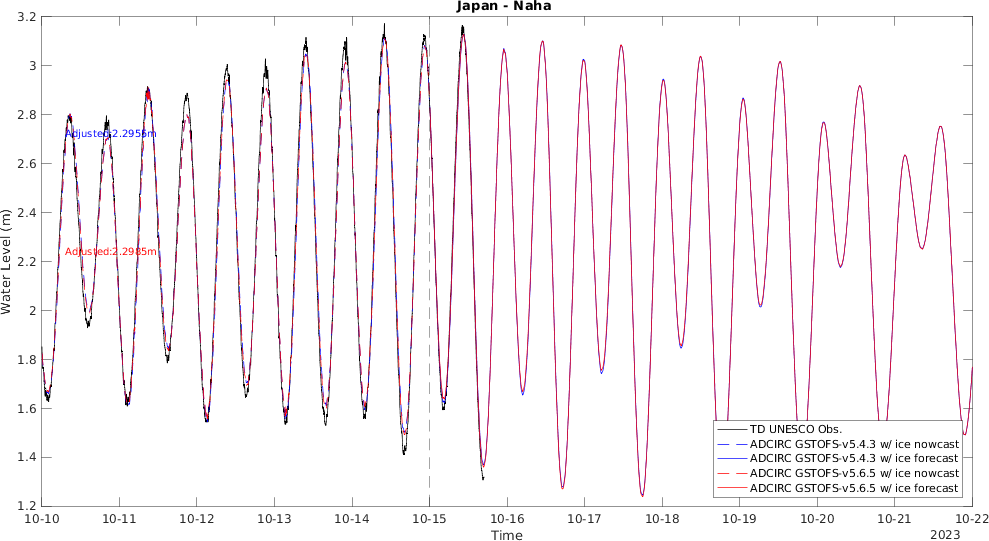 Japan - Naha
3.2
3
2.8
2.6
2.4
2.2
2
1.8
1.6
1.4
1.2
Water Level (m)
Adjusted:2.2955m
Adjusted:2.2985m
TD UNESCO Obs.
ADCIRC GSTOFS-v5.4.3 w/ ice nowcast
ADCIRC GSTOFS-v5.4.3 w/ ice forecast
ADCIRC GSTOFS-v5.6.5 w/ ice nowcast
ADCIRC GSTOFS-v5.6.5 w/ ice forecast
10-10 10-11 10-12 10-13 10-14 10-15 10-16 10-17 10-18 10-19 10-20 10-21 10-22
Time
2023